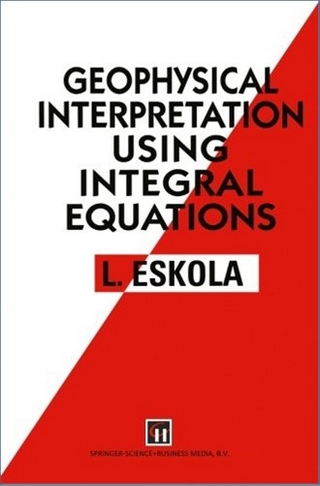 GEOPHYSICAL
INTERPRETATION
USING
INTEGRAL
EQUATIONS
L. ESKOLA
SPRINGER-SCIENCE+BUSINESS MEDIA, B.V.